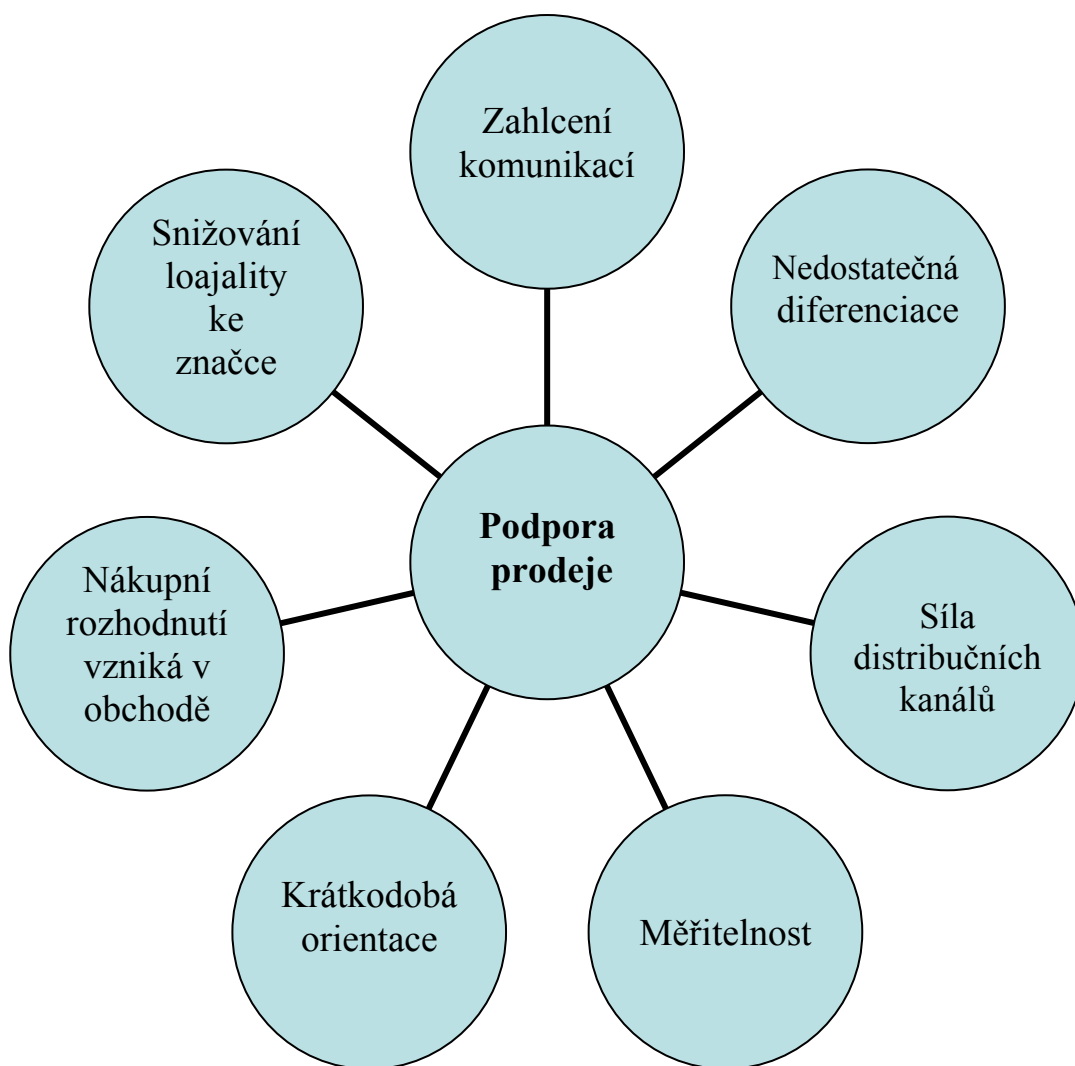 Zahlcení
komunikací
Snižování
loajality
ke
značce
Nedostatečná
diferenciace
Podpora
prodeje
Nákupní
rozhodnutí
vzniká v
obchodě
Síla
distribučních
kanálů
Krátkodobá
orientace
Měřitelnost